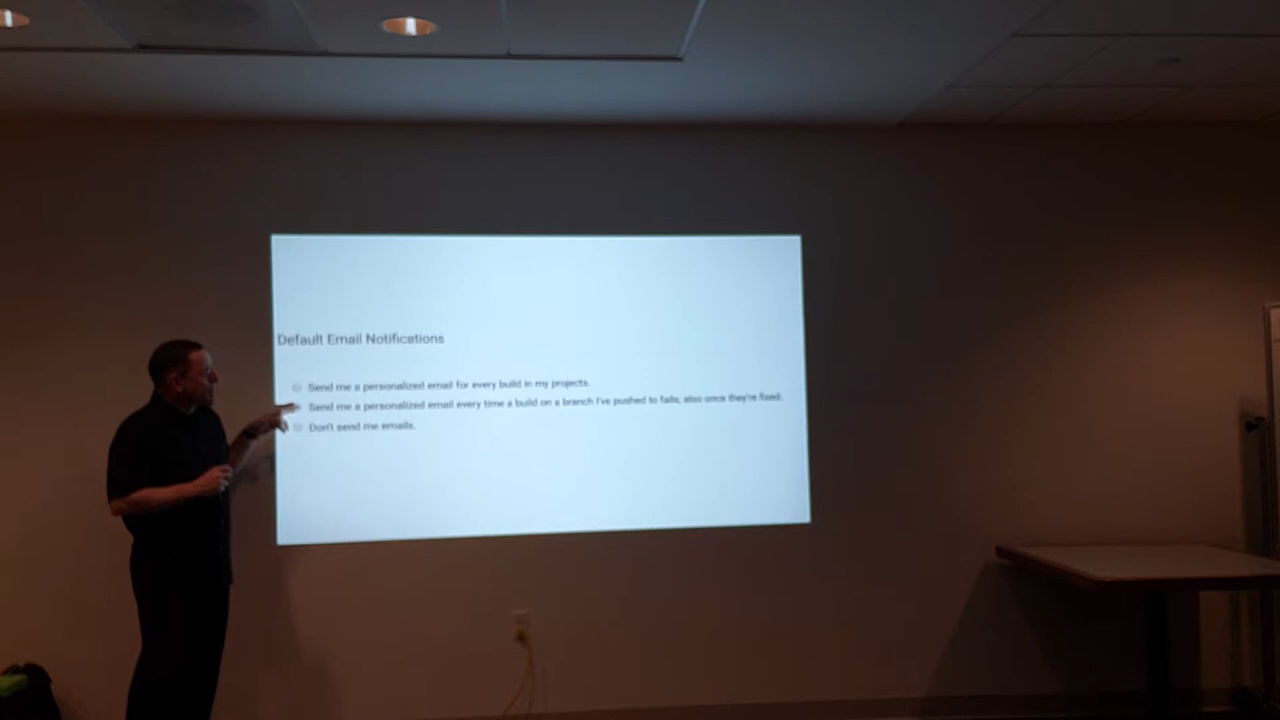 Default Email Notifications
Send me a personalized email for every build in my projects.
Send me a personalized email every time a build on a branch I've pushed to fails; also once they're fixed.
Don't send me emails.